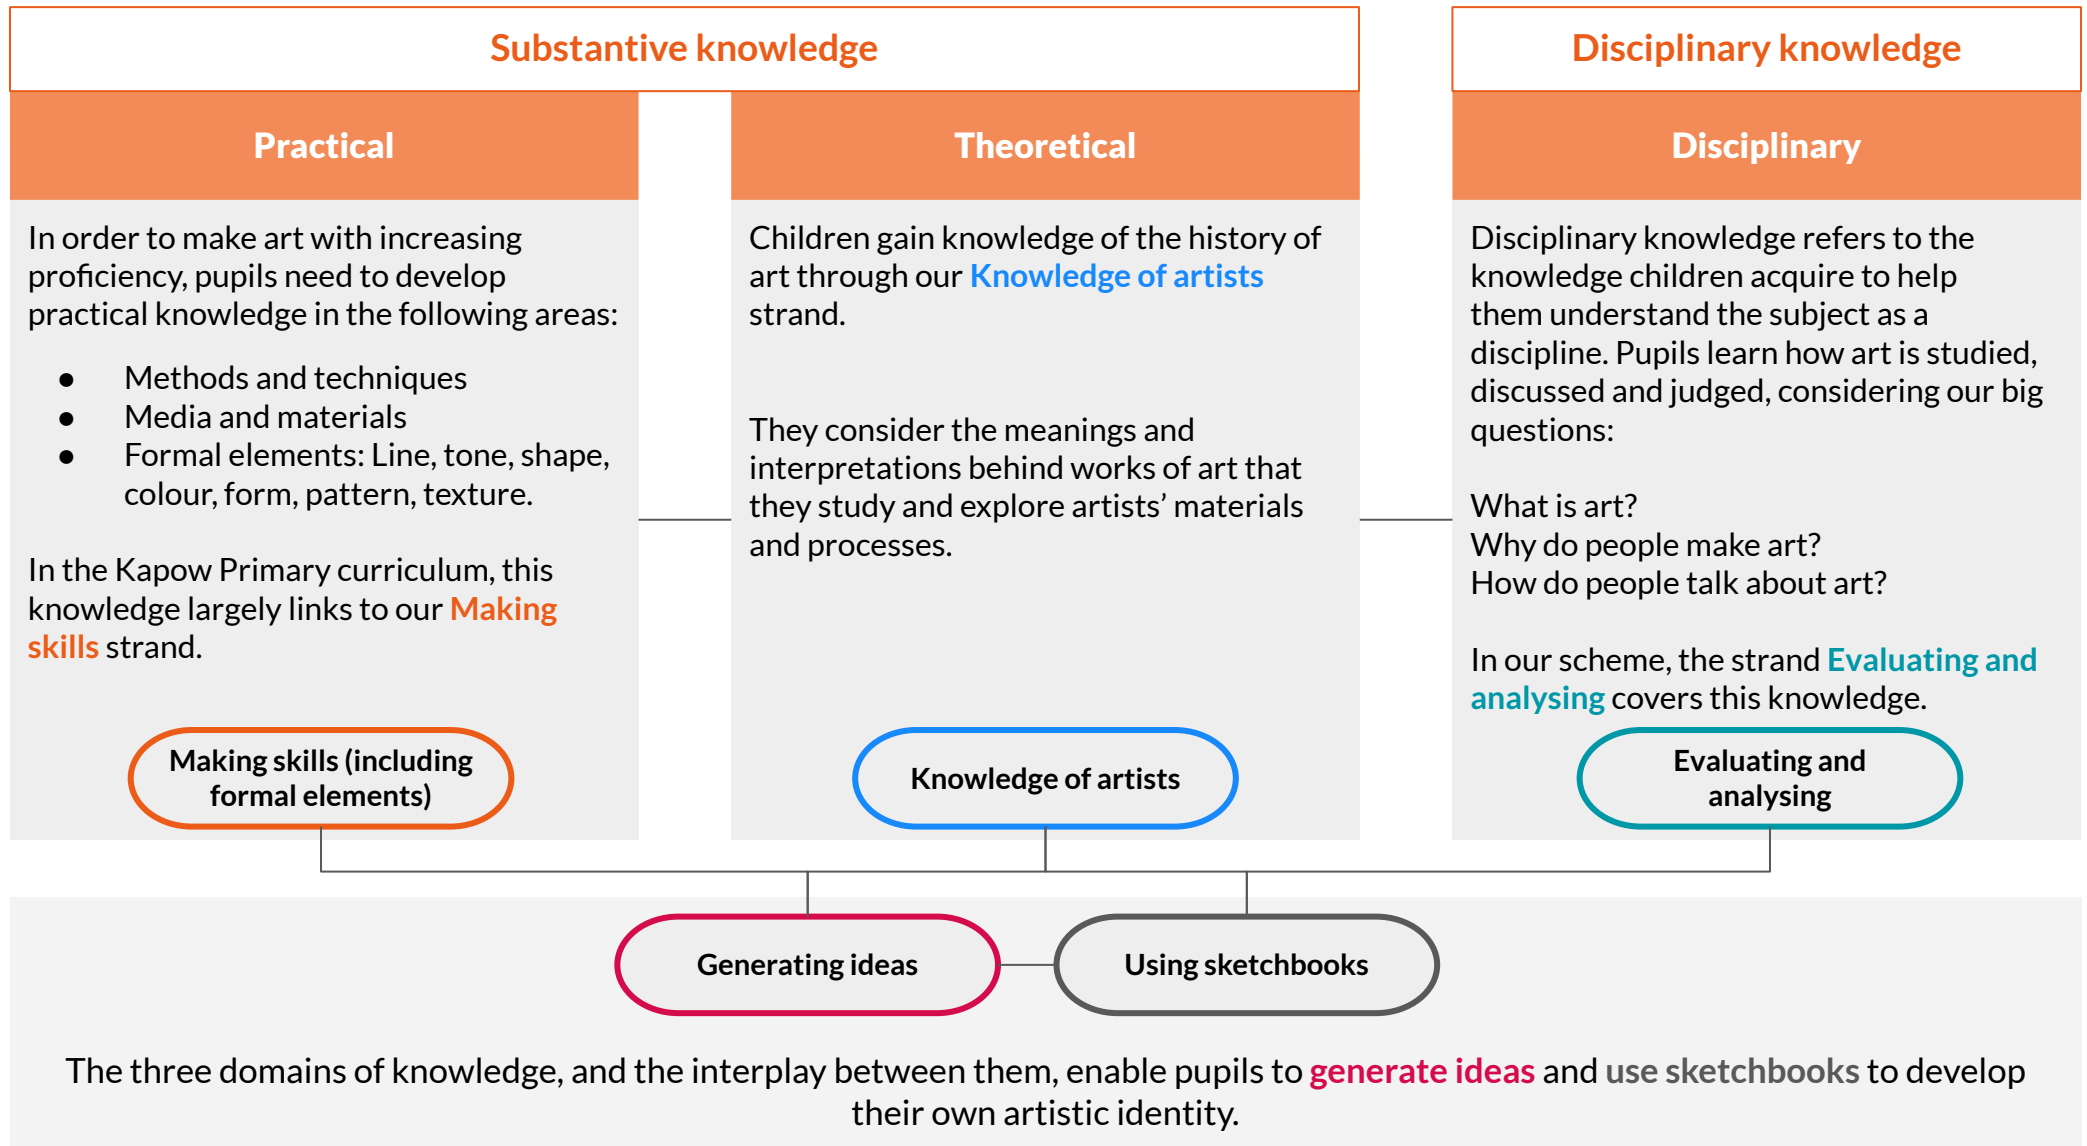 Substantive knowledge
Disciplinary knowledge
Practical
In order to make art with increasing
proficiency, pupils need to develop
practical knowledge in the following areas:
● Methods and techniques
● Media and materials
● Formal elements: Line, tone, shape,
colour, form, pattern, texture.
In the Kapow Primary curriculum, this
knowledge largely links to our Making
skills strand.
Making skills (including
formal elements)
Theoretical
Children gain knowledge of the history of
art through our Knowledge of artists
strand.
They consider the meanings and
interpretations behind works of art that
they study and explore artists’ materials
and processes.
Knowledge of artists
Disciplinary
Disciplinary knowledge refers to the
knowledge children acquire to help
them understand the subject as a
discipline. Pupils learn how art is studied,
discussed and judged, considering our big
questions:
What is art?
Why do people make art?
How do people talk about art?
In our scheme, the strand Evaluating and
analysing covers this knowledge.
Evaluating and
analysing
Generating ideas
Using sketchbooks
The three domains of knowledge, and the interplay between them, enable pupils to generate ideas and use sketchbooks to develop
their own artistic identity.